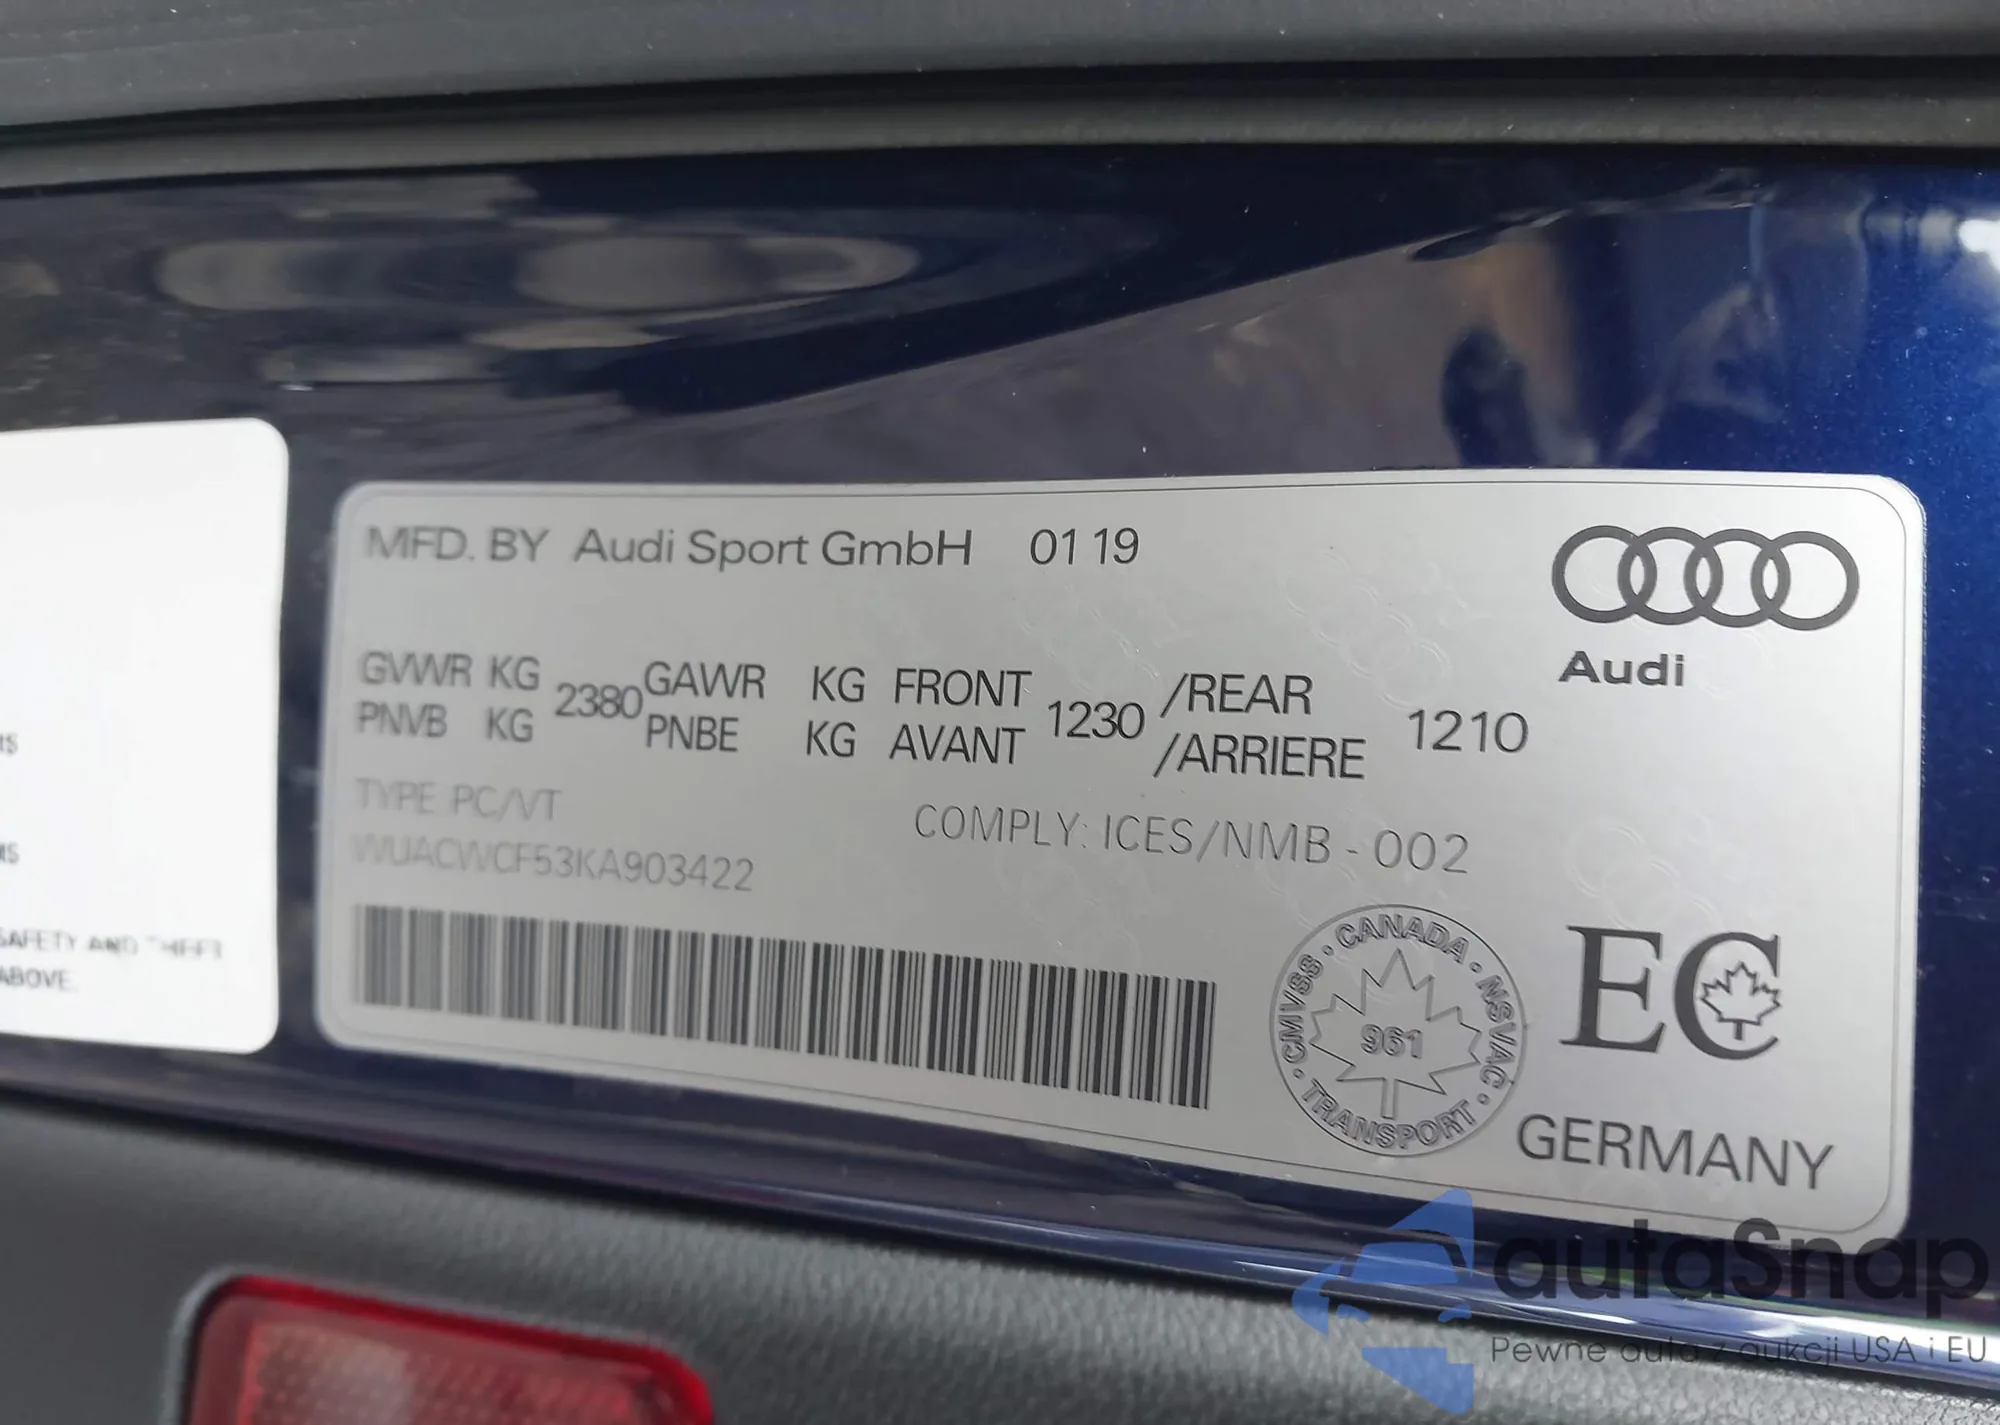 MFD. BY Audi Sport GmbH 01 19
Audi
GVWR KG 2380 GAWR KG FRONT 1230 /REAR 1210
PNVB KG PNBE KG AVANT /ARRIERE
TYPE: PC/VT
COMPLY: ICES/NMB - 002
WUACWCF53KA903422
CANADA · NSVAC · TRANSPORT · CMVSS ·
961
EC
GERMANY
SAFETY AND THEFT
ABOVE.
autaSnap
Pewne auta z aukcji USA i EU